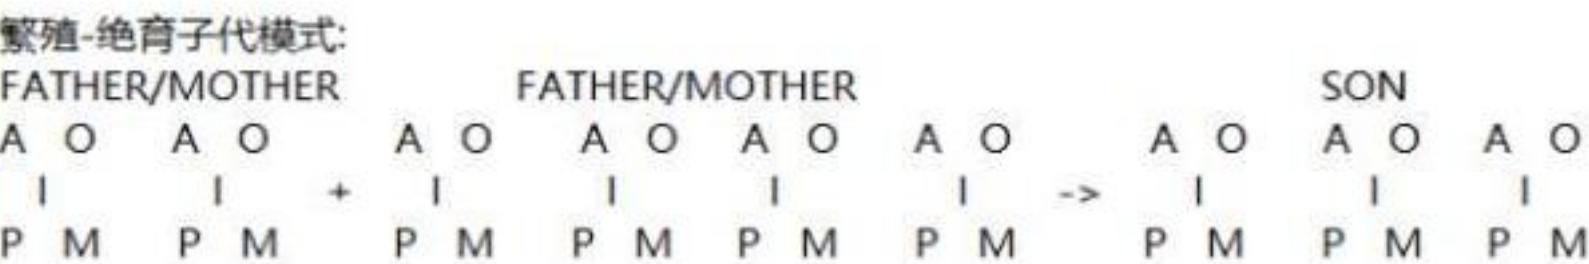 繁殖-绝育子代模式:
FATHER/MOTHER FATHER/MOTHER SON
A O A O A O A O A O A O A O A O A O
| | + | | | | -> | | |
P M P M P M P M P M P M P M P M P M